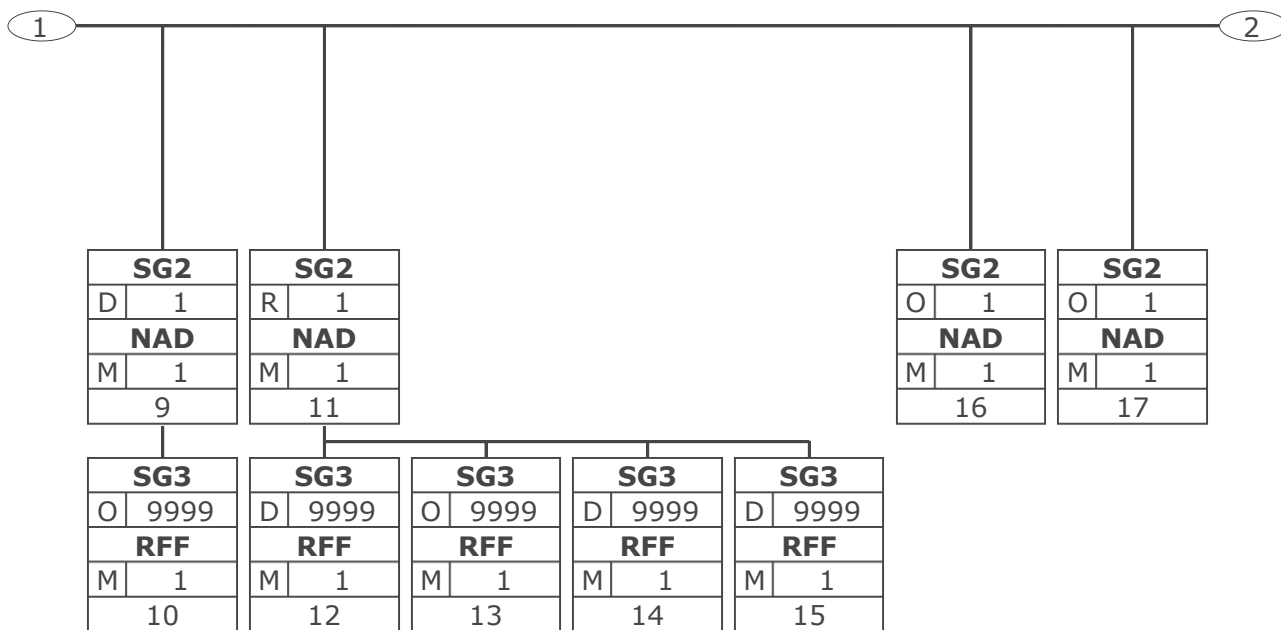 1 2
SG2 SG2 SG2 SG2
D 1 R 1 O 1 O 1
NAD NAD NAD NAD
M 1 M 1 M 1 M 1
9 11 16 17
SG3 SG3 SG3 SG3 SG3
O 9999 D 9999 O 9999 D 9999 D 9999
RFF RFF RFF RFF RFF
M 1 M 1 M 1 M 1 M 1
10 12 13 14 15